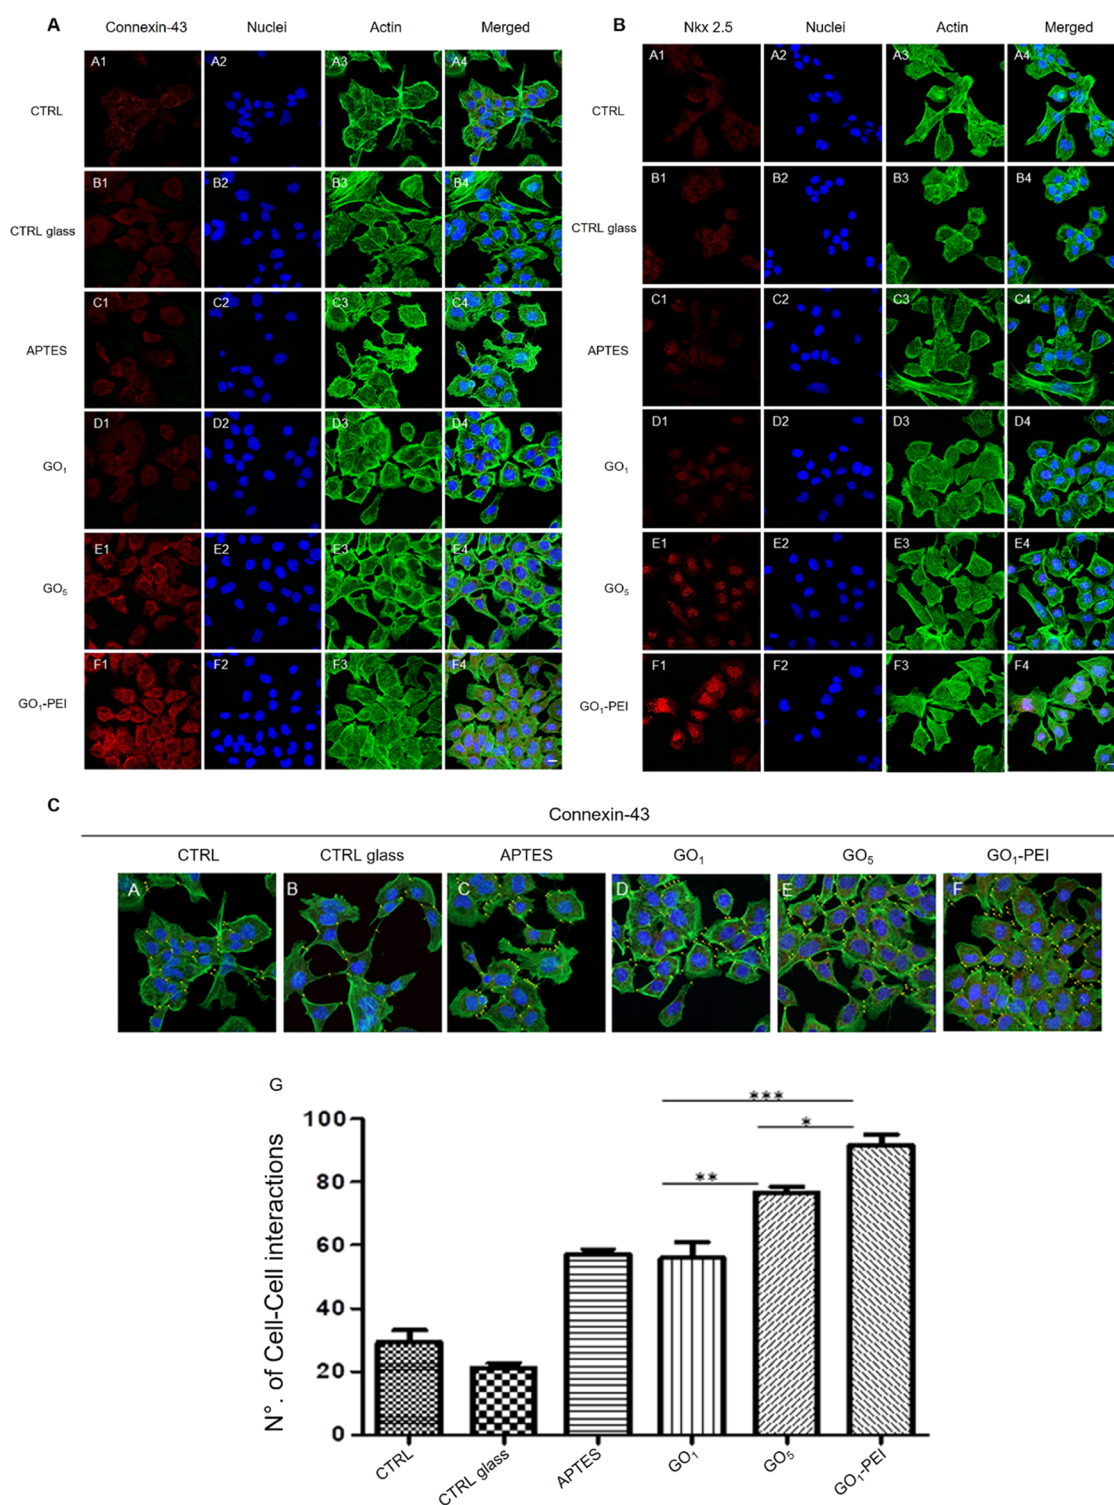 A Connexin-43 Nuclei Actin Merged
CTRL A1 A2 A3 A4
CTRL glass B1 B2 B3 B4
APTES C1 C2 C3 C4
GO₁ D1 D2 D3 D4
GO₅ E1 E2 E3 E4
GO₁-PEI F1 F2 F3 F4
B Nkx 2.5 Nuclei Actin Merged
CTRL A1 A2 A3 A4
CTRL glass B1 B2 B3 B4
APTES C1 C2 C3 C4
GO₁ D1 D2 D3 D4
GO₅ E1 E2 E3 E4
GO₁-PEI F1 F2 F3 F4
C
Connexin-43
CTRL CTRL glass APTES GO₁ GO₅ GO₁-PEI
A B C D E F
G
N°. of Cell-Cell interactions
***
*
**
100
80
60
40
20
0
CTRL CTRL glass APTES GO₁ GO₅ GO₁-PEI